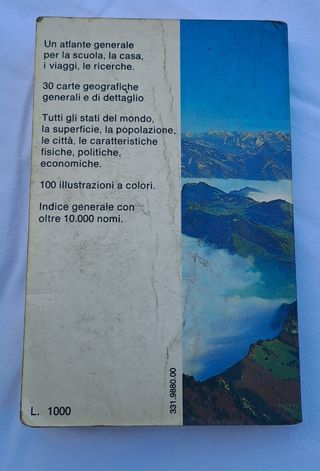 Un atlante generale
per la scuola, la casa,
i viaggi, le ricerche.
30 carte geografiche
generali e di dettaglio
Tutti gli stati del mondo,
la superficie, la popolazione,
le città, le caratteristiche
fisiche, politiche,
economiche.
100 illustrazioni a colori.
Indice generale con
oltre 10.000 nomi.
L. 1000
331.9880.00